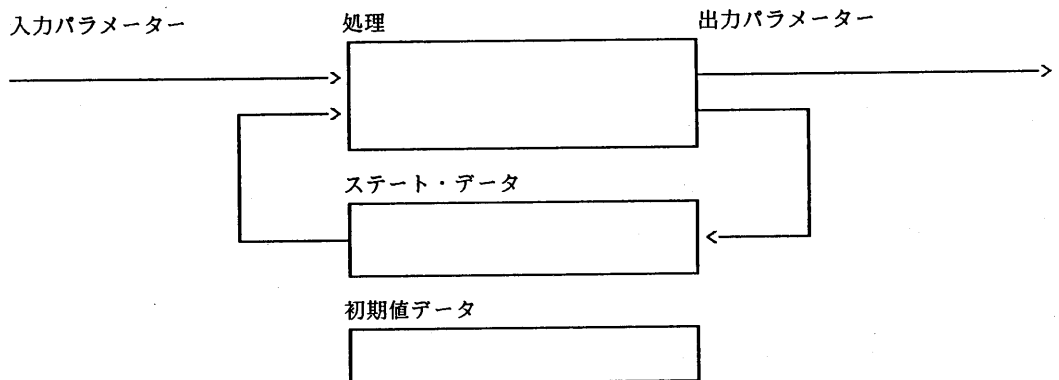 入力パラメーター
処理
出力パラメーター
ステート・データ
初期値データ